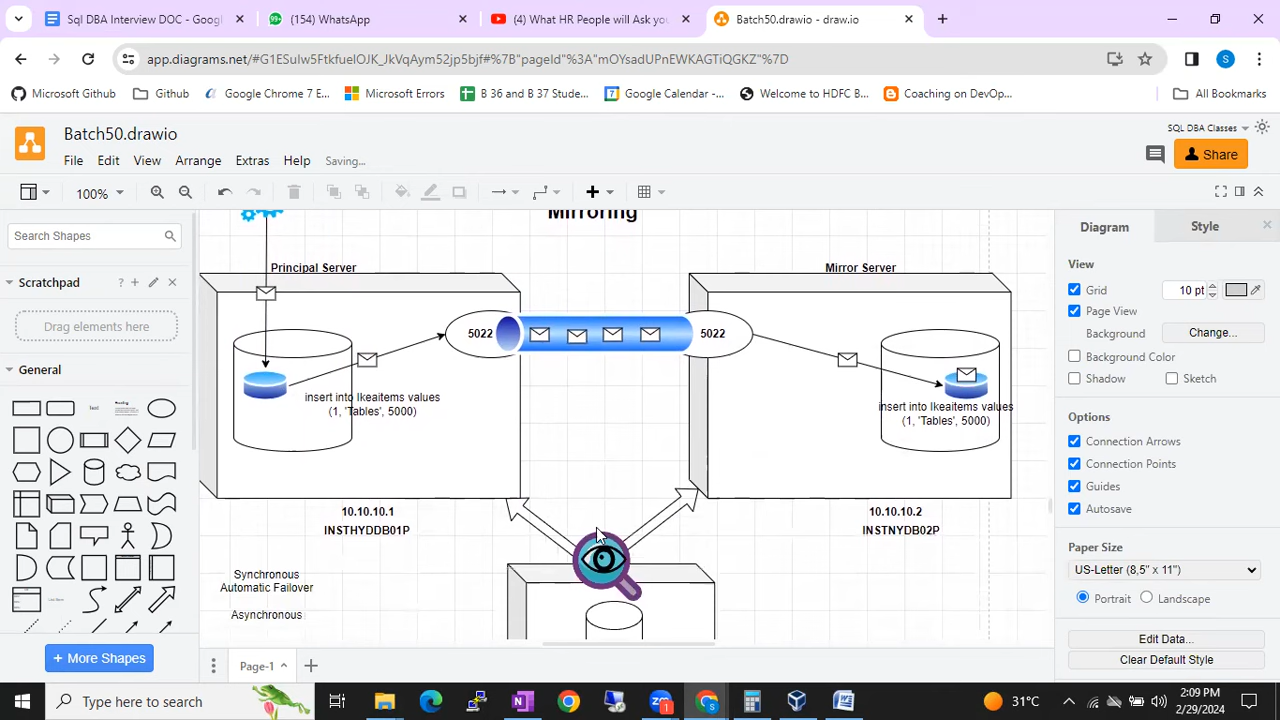 Sql DBA Interview DOC - Googl
(154) WhatsApp
(4) What HR People will Ask you
Batch50.drawio - draw.io
app.diagrams.net/#G1ESuIw5FtkfueIOJK_JkVqAym52jp5bjf#%7B"pageId"%3A"mOYsadUPnEWKAGTiQGKZ"%7D
S
Microsoft Github
Github
Google Chrome 7 E...
Microsoft Errors
B 36 and B 37 Stude...
Google Calendar -...
Welcome to HDFC B...
Coaching on DevOp...
All Bookmarks
Batch50.drawio
SQL DBA Classes
File
Edit
View
Arrange
Extras
Help
Saving...
Share
100%
Search Shapes
Scratchpad
?
Drag elements here
General
Text
Mirroring
Principal Server
Mirror Server
5022
5022
insert into Ikeaitems values
(1, 'Tables', 5000)
insert into Ikeaitems values
(1, 'Tables', 5000)
10.10.10.1
INSTHYDDB01P
10.10.10.2
INSTNYDB02P
Synchronous
Automatic Failover
Asynchronous
+ More Shapes
Page-1
Diagram
Style
View
Grid
10 pt
Page View
Background
Change...
Background Color
Shadow
Sketch
Options
Connection Arrows
Connection Points
Guides
Autosave
Paper Size
US-Letter (8,5" x 11")
Portrait
Landscape
Edit Data...
Clear Default Style
Type here to search
31°C
2:09 PM
2/29/2024